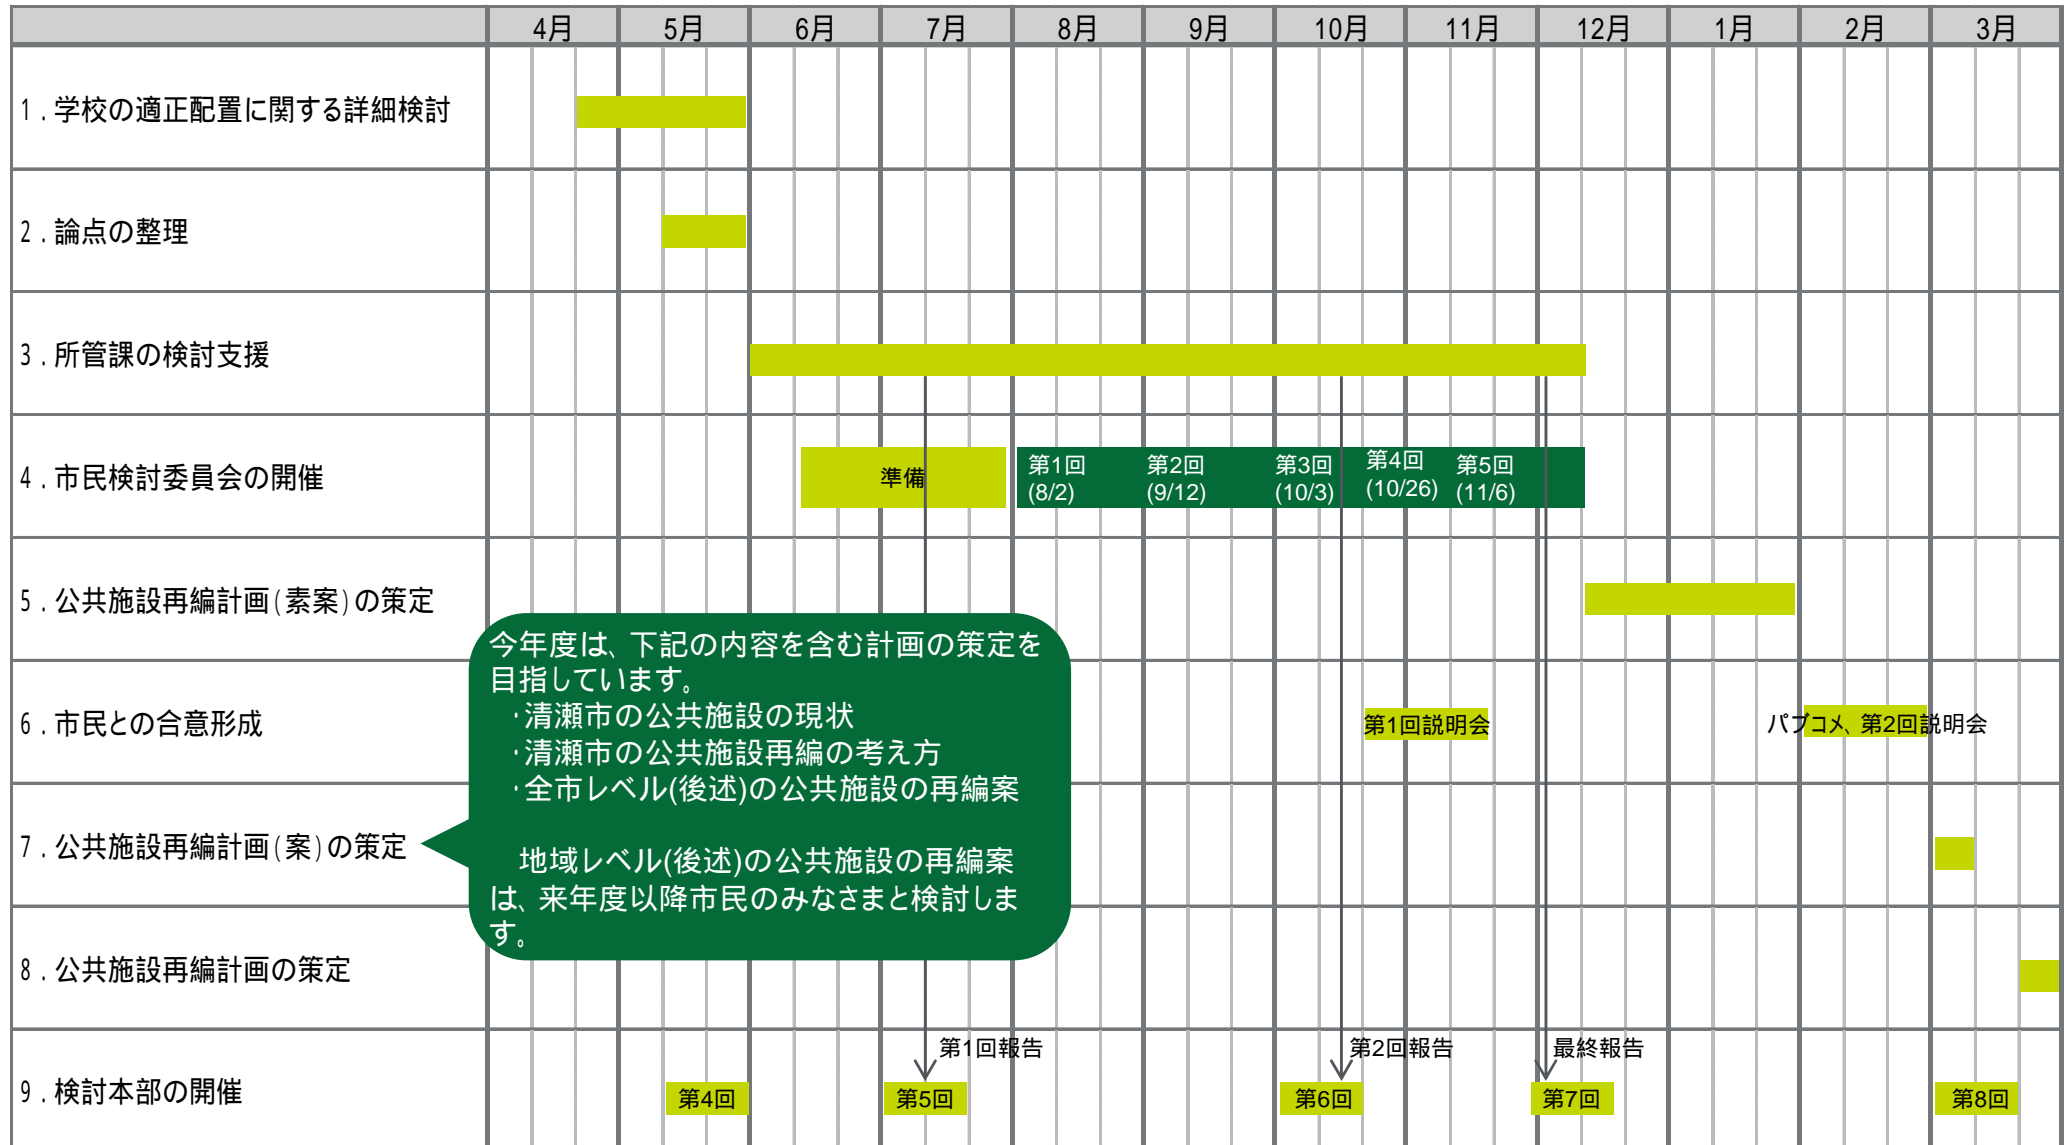 4月 5月 6月 7月 8月 9月 10月 11月 12月 1月 2月 3月
1．学校の適正配置に関する詳細検討
2．論点の整理
3．所管課の検討支援
4．市民検討委員会の開催
準備
第1回
(8/2)
第2回
(9/12)
第3回
(10/3)
第4回
(10/26)
第5回
(11/6)
5．公共施設再編計画(素案)の策定
今年度は、下記の内容を含む計画の策定を
目指しています。
・清瀬市の公共施設の現状
・清瀬市の公共施設再編の考え方
・全市レベル(後述)の公共施設の再編案
地域レベル(後述)の公共施設の再編案
は、来年度以降市民のみなさまと検討しま
す。
6．市民との合意形成
第1回説明会
パブコメ、第2回説明会
7．公共施設再編計画(案)の策定
8．公共施設再編計画の策定
第1回報告
第2回報告
最終報告
9．検討本部の開催
第4回
第5回
第6回
第7回
第8回